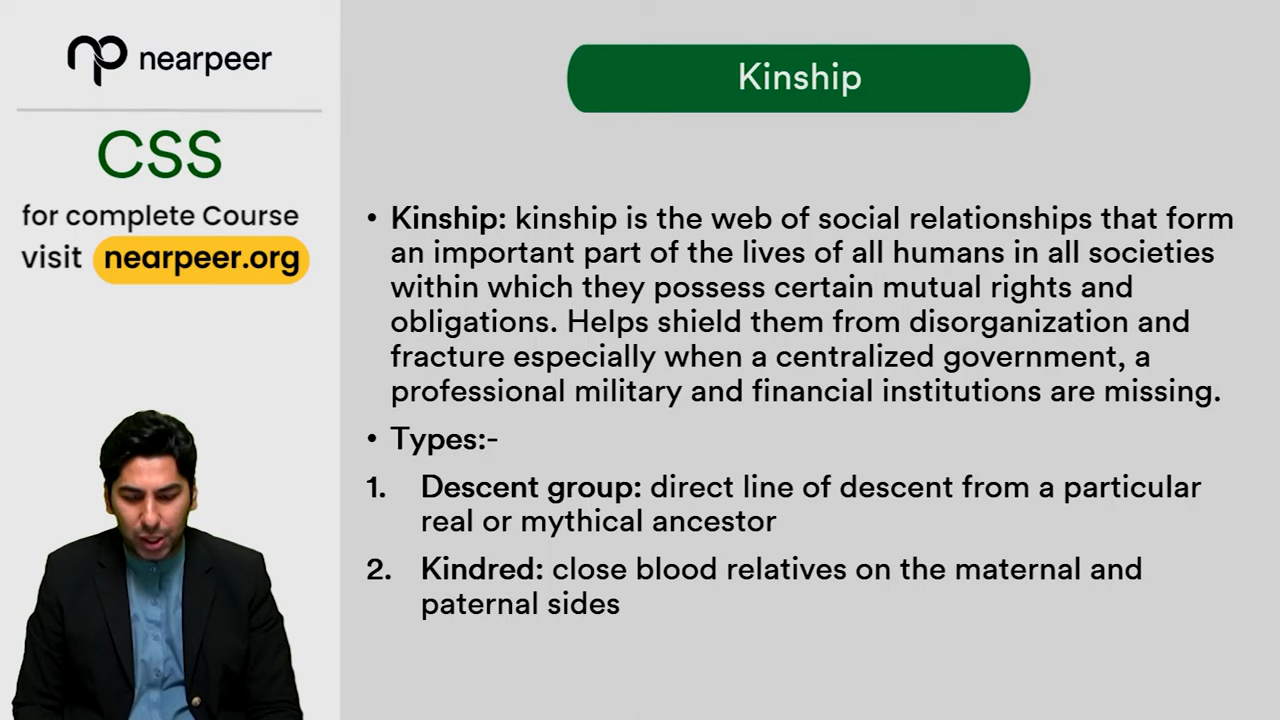 nearpeer
CSS
for complete Course
visit nearpeer.org
Kinship
• Kinship: kinship is the web of social relationships that form
an important part of the lives of all humans in all societies
within which they possess certain mutual rights and
obligations. Helps shield them from disorganization and
fracture especially when a centralized government, a
professional military and financial institutions are missing.
• Types:-
1. Descent group: direct line of descent from a particular
real or mythical ancestor
2. Kindred: close blood relatives on the maternal and
paternal sides